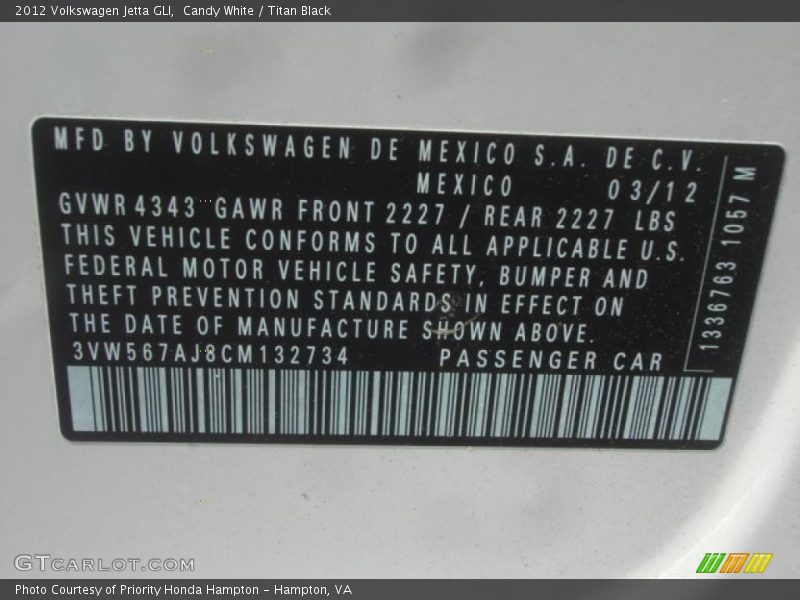 2012 Volkswagen Jetta GLI,  Candy White / Titan Black
MFD BY VOLKSWAGEN DE MEXICO S.A. DE C.V.
MEXICO 03/12
GVWR 4343 GAWR FRONT 2227 / REAR 2227 LBS
THIS VEHICLE CONFORMS TO ALL APPLICABLE U.S.
FEDERAL MOTOR VEHICLE SAFETY, BUMPER AND
THEFT PREVENTION STANDARDS IN EFFECT ON
THE DATE OF MANUFACTURE SHOWN ABOVE.
3VW567AJ8CM132734 PASSENGER CAR
1336763 1057 M
GTCARLOT.COM
Photo Courtesy of Priority Honda Hampton - Hampton, VA